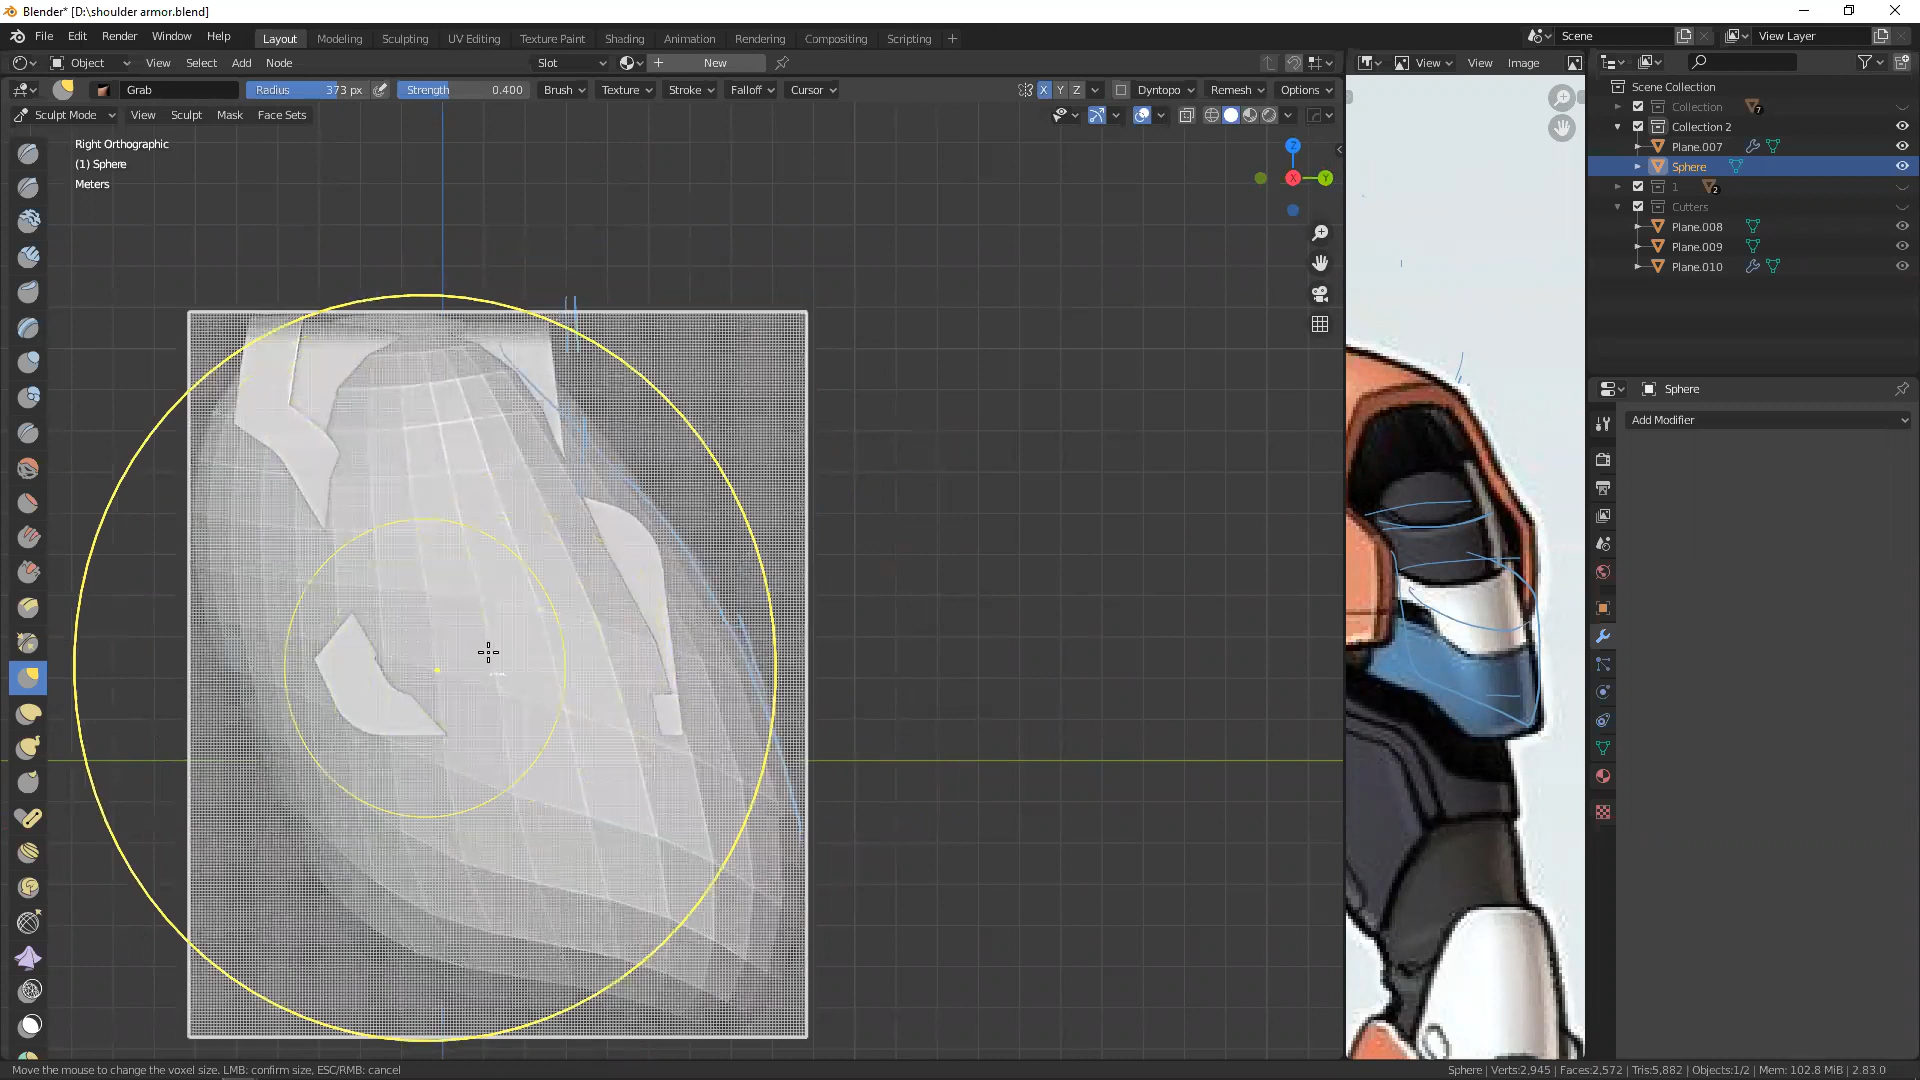 Blender* [D:\shoulder armor.blend]
File Edit Render Window Help
Layout Modeling Sculpting UV Editing Texture Paint Shading Animation Rendering Compositing Scripting
Scene View Layer
Object View Select Add Node Slot New
View View Image
Grab Radius 373 px Strength 0.400 Brush Texture Stroke Falloff Cursor X Y Z Dyntopo Remesh Options
Sculpt Mode View Sculpt Mask Face Sets
Right Orthographic
(1) Sphere
Meters
Z
X
Y
Scene Collection
Collection 7
Collection 2
Plane.007
Sphere
1 2
Cutters
Plane.008
Plane.009
Plane.010
Sphere
Add Modifier
Move the mouse to change the voxel size. LMB: confirm size, ESC/RMB: cancel
Sphere | Verts:2,945 | Faces:2,572 | Tris:5,882 | Objects:1/2 | Mem: 102.8 MiB | 2.83.0